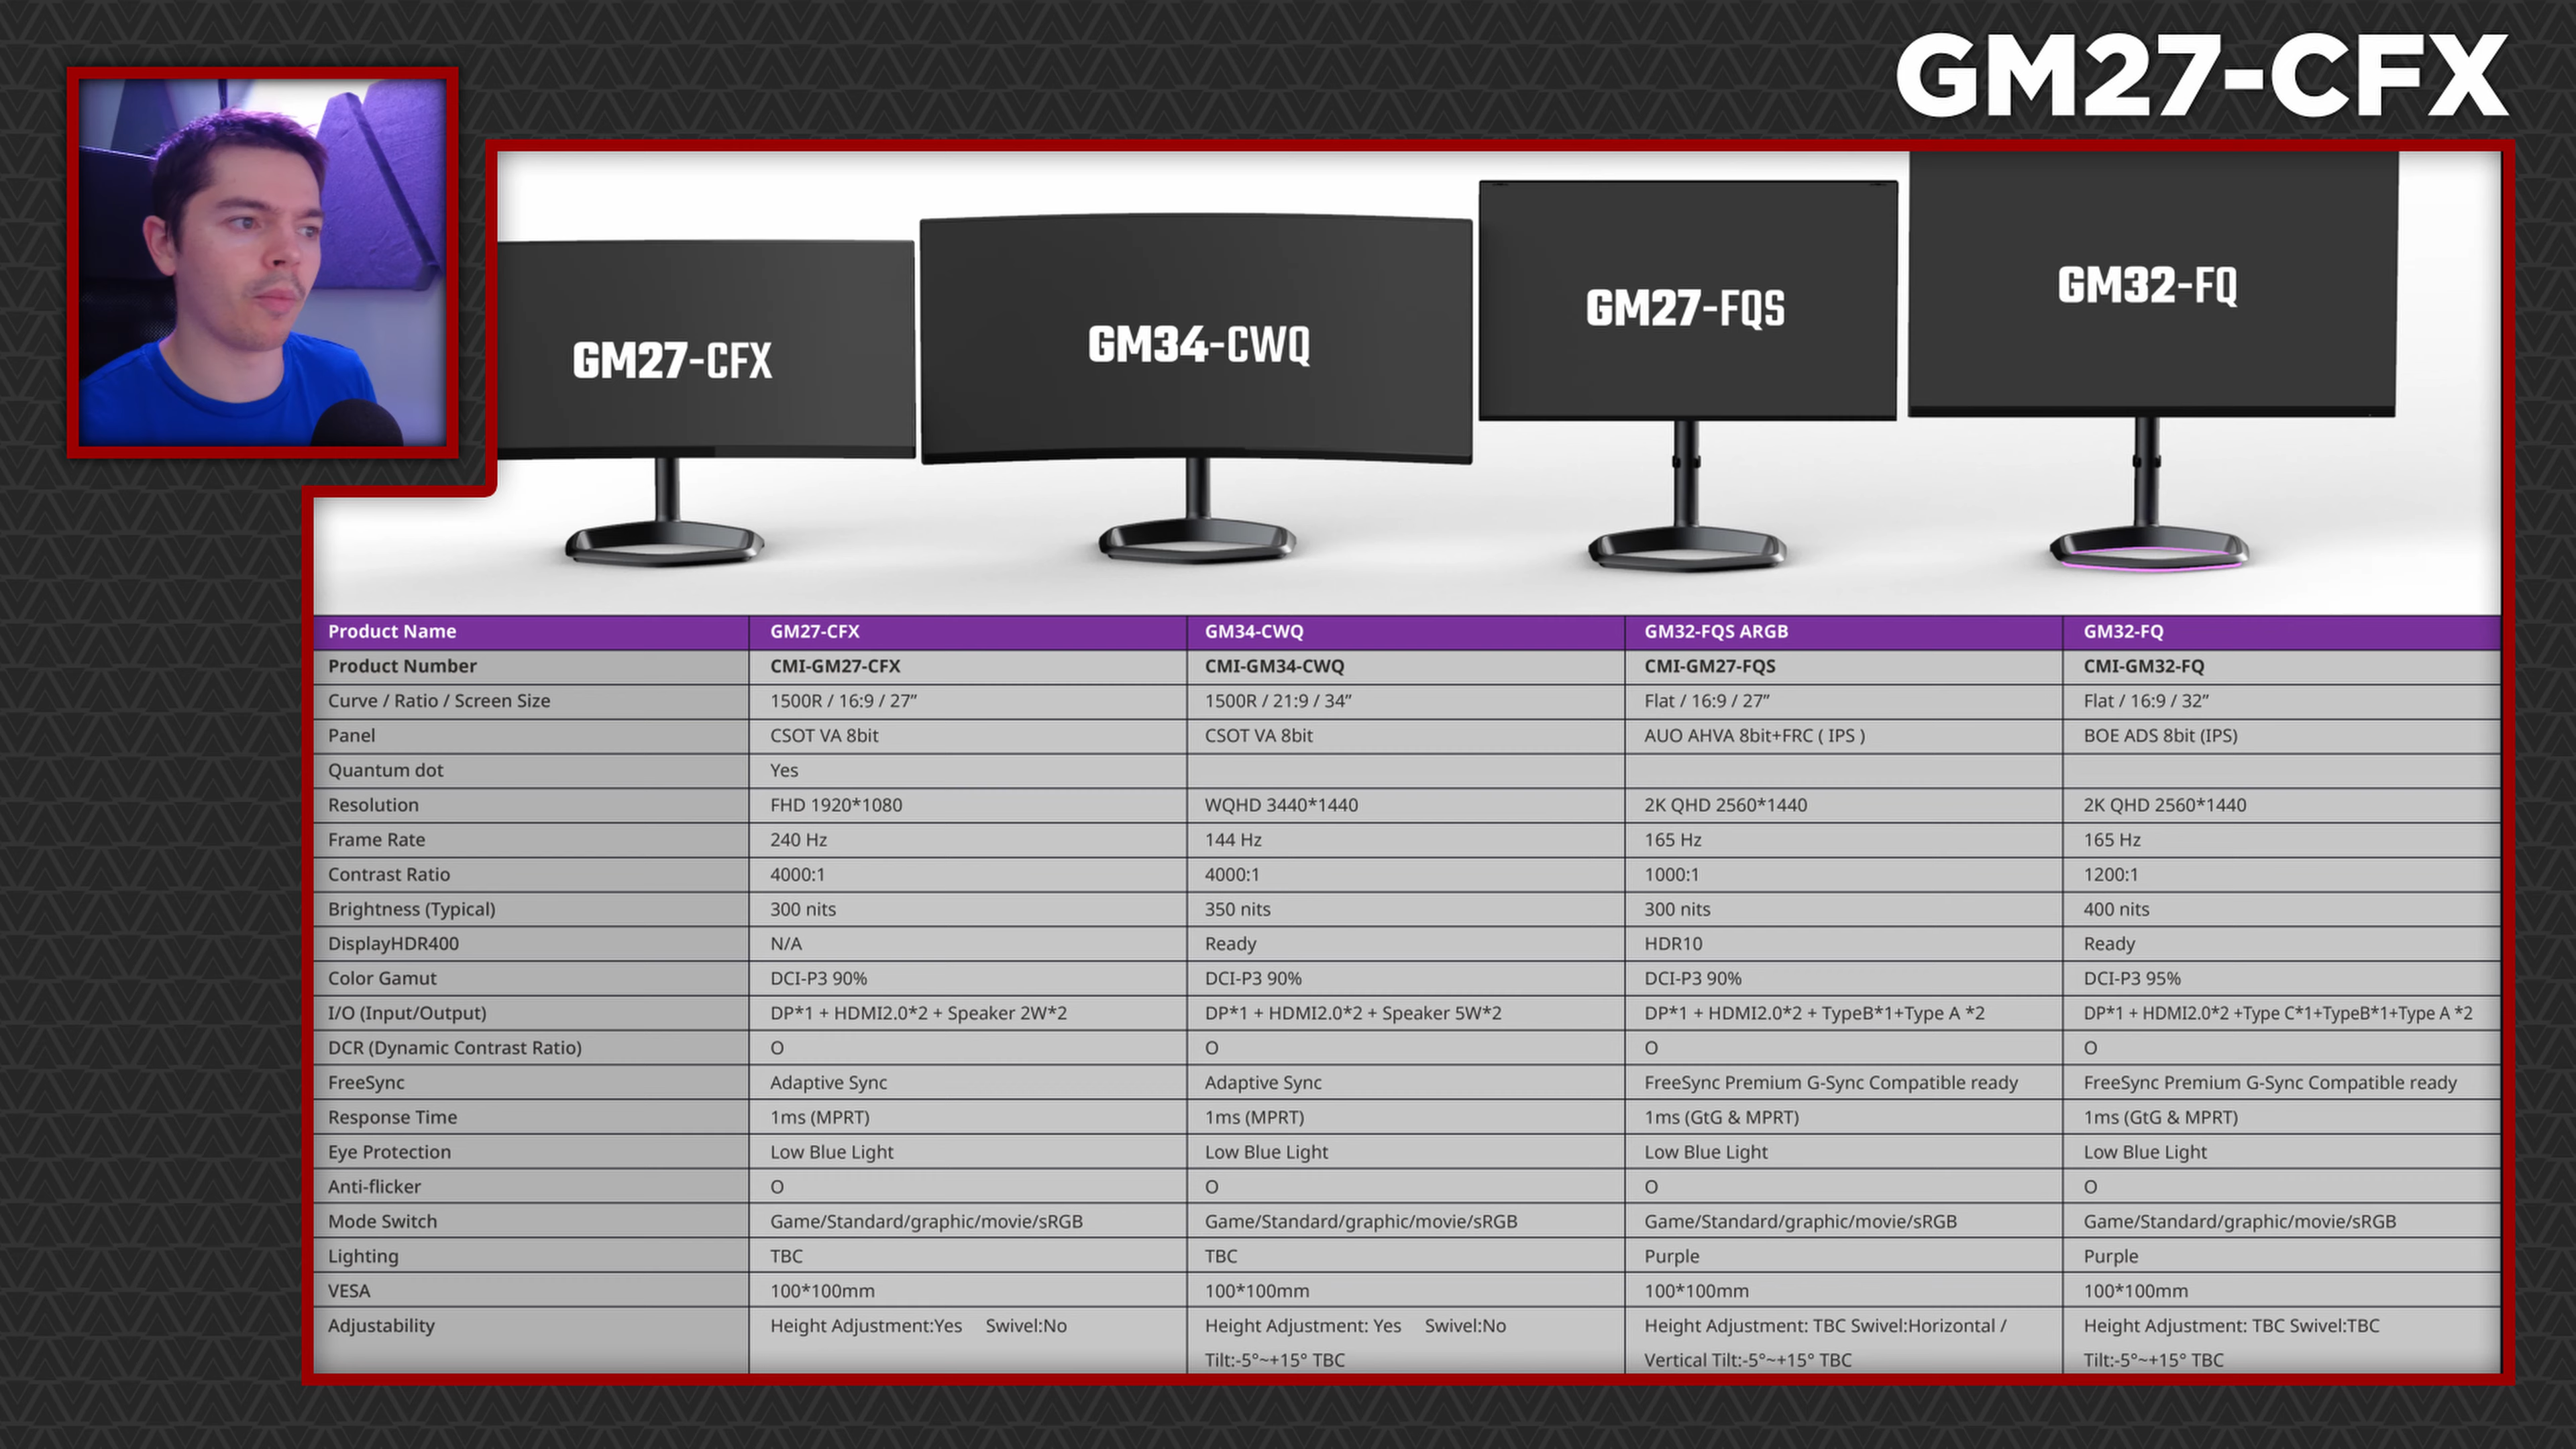 GM27-CFX
GM27-CFX
GM34-CWQ
GM27-FQS
GM32-FQ
Product Name GM27-CFX GM34-CWQ GM32-FQS ARGB GM32-FQ
Product Number CMI-GM27-CFX CMI-GM34-CWQ CMI-GM27-FQS CMI-GM32-FQ
Curve / Ratio / Screen Size 1500R / 16:9 / 27” 1500R / 21:9 / 34” Flat / 16:9 / 27” Flat / 16:9 / 32”
Panel CSOT VA 8bit CSOT VA 8bit AUO AHVA 8bit+FRC ( IPS ) BOE ADS 8bit (IPS)
Quantum dot Yes
Resolution FHD 1920*1080 WQHD 3440*1440 2K QHD 2560*1440 2K QHD 2560*1440
Frame Rate 240 Hz 144 Hz 165 Hz 165 Hz
Contrast Ratio 4000:1 4000:1 1000:1 1200:1
Brightness (Typical) 300 nits 350 nits 300 nits 400 nits
DisplayHDR400 N/A Ready HDR10 Ready
Color Gamut DCI-P3 90% DCI-P3 90% DCI-P3 90% DCI-P3 95%
I/O (Input/Output) DP*1 + HDMI2.0*2 + Speaker 2W*2 DP*1 + HDMI2.0*2 + Speaker 5W*2 DP*1 + HDMI2.0*2 + TypeB*1+Type A *2 DP*1 + HDMI2.0*2 +Type C*1+TypeB*1+Type A *2
DCR (Dynamic Contrast Ratio) O O O O
FreeSync Adaptive Sync Adaptive Sync FreeSync Premium G-Sync Compatible ready FreeSync Premium G-Sync Compatible ready
Response Time 1ms (MPRT) 1ms (MPRT) 1ms (GtG & MPRT) 1ms (GtG & MPRT)
Eye Protection Low Blue Light Low Blue Light Low Blue Light Low Blue Light
Anti-flicker O O O O
Mode Switch Game/Standard/graphic/movie/sRGB Game/Standard/graphic/movie/sRGB Game/Standard/graphic/movie/sRGB Game/Standard/graphic/movie/sRGB
Lighting TBC TBC Purple Purple
VESA 100*100mm 100*100mm 100*100mm 100*100mm
Adjustability Height Adjustment:Yes Swivel:No Height Adjustment: Yes Swivel:No Height Adjustment: TBC Swivel:Horizontal / Height Adjustment: TBC Swivel:TBC
Tilt:-5°~+15° TBC Vertical Tilt:-5°~+15° TBC Tilt:-5°~+15° TBC